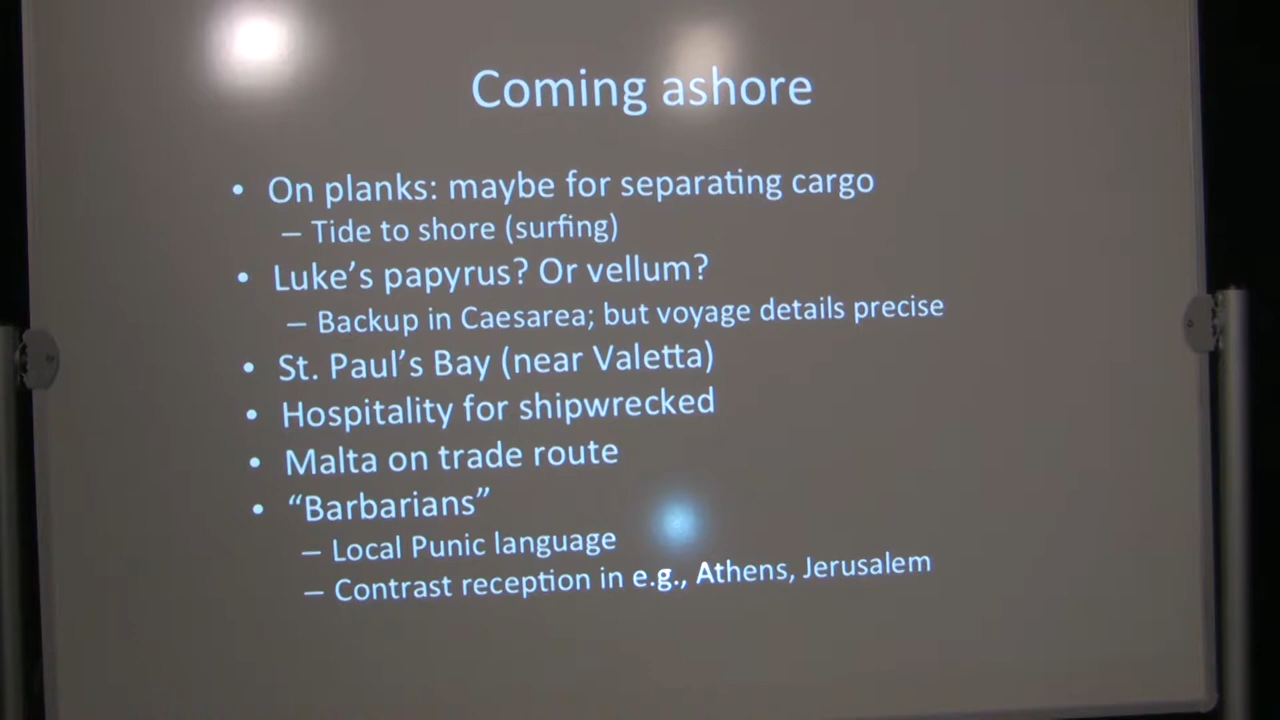 Coming ashore
• On planks: maybe for separating cargo
– Tide to shore (surfing)
• Luke’s papyrus? Or vellum?
– Backup in Caesarea; but voyage details precise
• St. Paul’s Bay (near Valetta)
• Hospitality for shipwrecked
• Malta on trade route
• “Barbarians”
– Local Punic language
– Contrast reception in e.g., Athens, Jerusalem